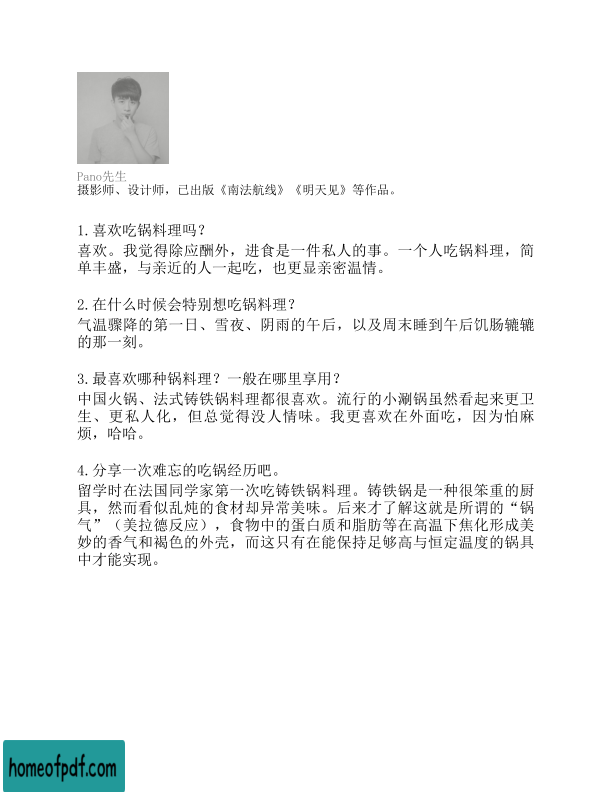 Pano先生
摄影师、设计师，已出版《南法航线》《明天见》等作品。
1.喜欢吃锅料理吗？
喜欢。我觉得除应酬外，进食是一件私人的事。一个人吃锅料理，简
单丰盛，与亲近的人一起吃，也更显亲密温情。
2.在什么时候会特别想吃锅料理？
气温骤降的第一日、雪夜、阴雨的午后，以及周末睡到午后饥肠辘辘
的那一刻。
3.最喜欢哪种锅料理？一般在哪里享用？
中国火锅、法式铸铁锅料理都很喜欢。流行的小涮锅虽然看起来更卫
生、更私人化，但总觉得没人情味。我更喜欢在外面吃，因为怕麻
烦，哈哈。
4.分享一次难忘的吃锅经历吧。
留学时在法国同学家第一次吃铸铁锅料理。铸铁锅是一种很笨重的厨
具，然而看似乱炖的食材却异常美味。后来才了解这就是所谓的“锅
气”（美拉德反应），食物中的蛋白质和脂肪等在高温下焦化形成美
妙的香气和褐色的外壳，而这只有在能保持足够高与恒定温度的锅具
中才能实现。
homeofpdf.com